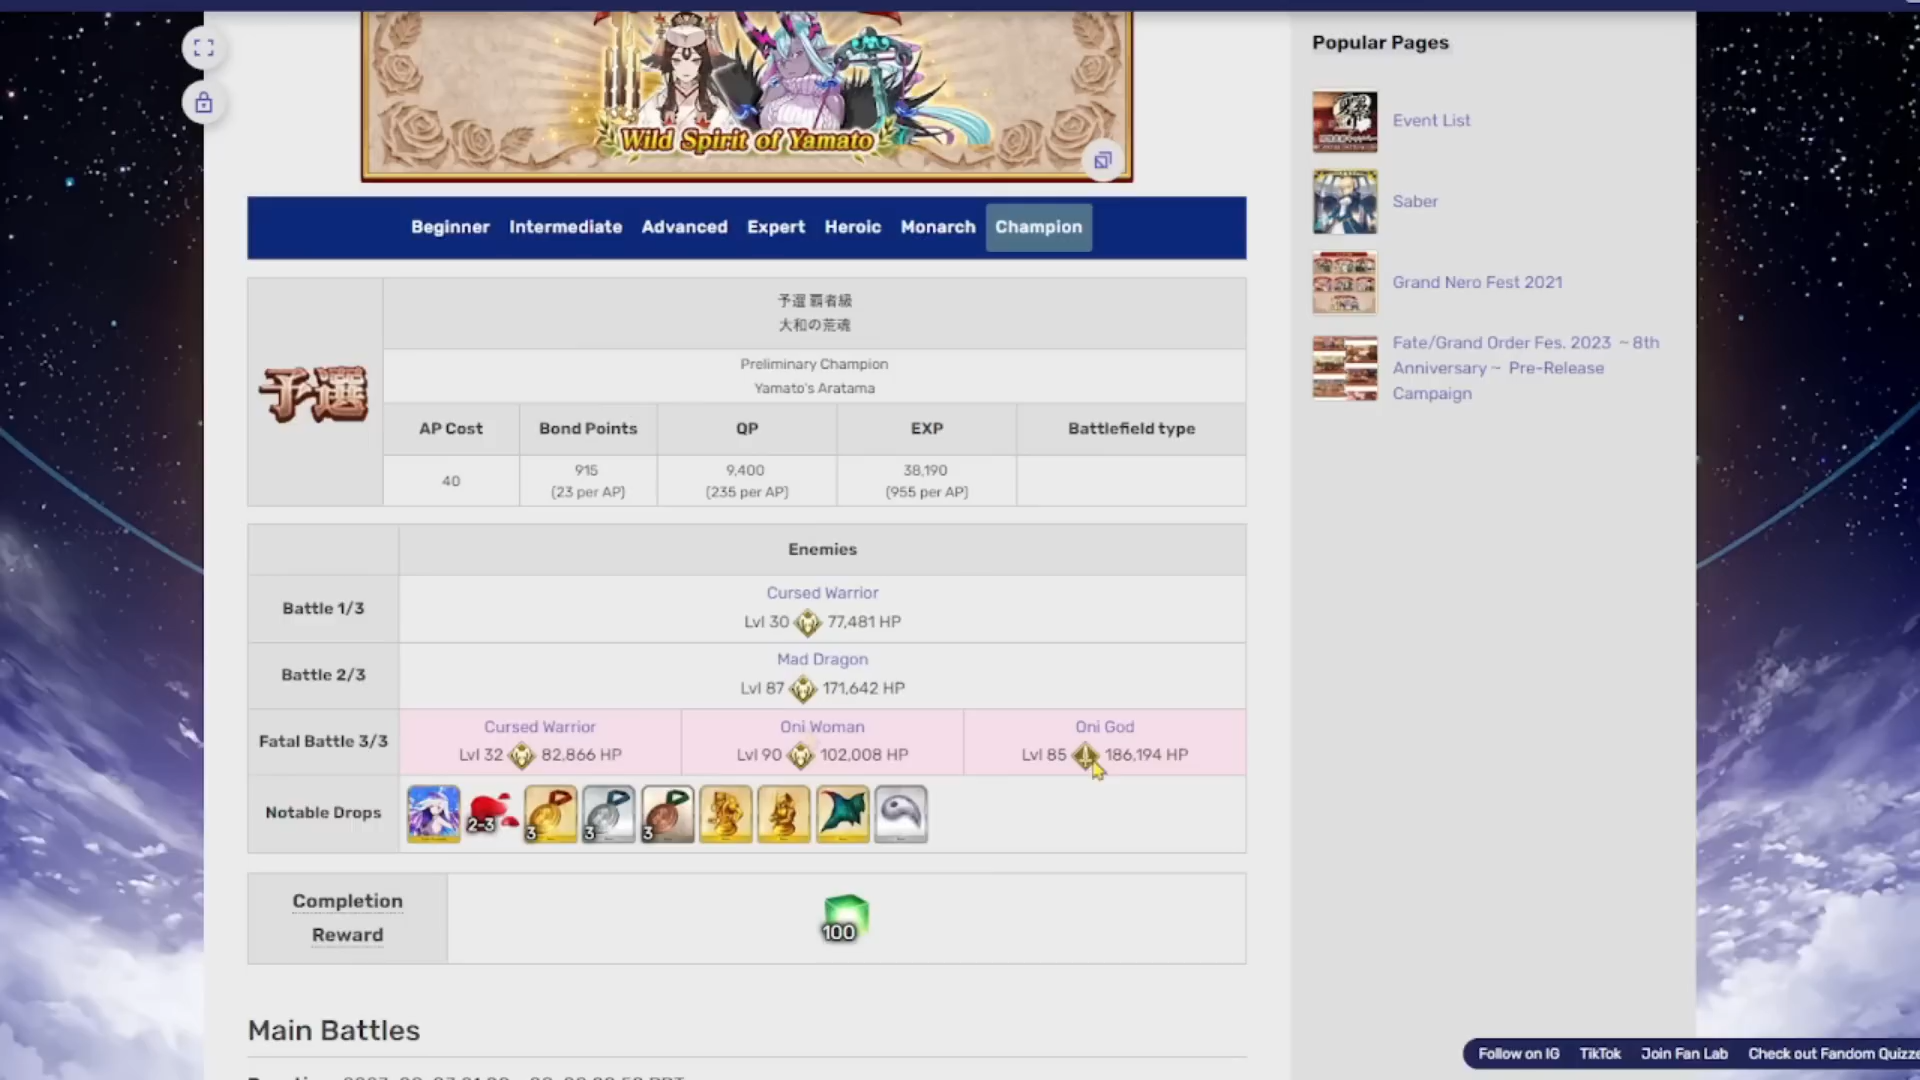 Wild Spirit of Yamato
Beginner Intermediate Advanced Expert Heroic Monarch Champion
予選
予選 覇者級
大和の荒魂
Preliminary Champion
Yamato's Aratama
AP Cost Bond Points QP EXP Battlefield type
40 915 9,400 38,190
(23 per AP) (235 per AP) (955 per AP)
Enemies
Battle 1/3
Cursed Warrior
Lvl 30 77,481 HP
Battle 2/3
Mad Dragon
Lvl 87 171,642 HP
Fatal Battle 3/3
Cursed Warrior
Lvl 32 82,866 HP
Oni Woman
Lvl 90 102,008 HP
Oni God
Lvl 85 186,194 HP
Notable Drops
2-3 3 3 3
Completion
Reward
100
Main Battles
Popular Pages
Event List
Saber
Grand Nero Fest 2021
Fate/Grand Order Fes. 2023 ~8th
Anniversary~ Pre-Release
Campaign
Follow on IG TikTok Join Fan Lab Check out Fandom Quizze